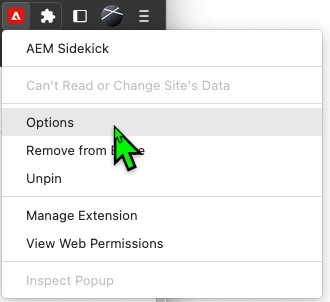 AEM Sidekick
Can't Read or Change Site's Data
Options
Remove from
Unpin
Manage Extension
View Web Permissions
Inspect Popup